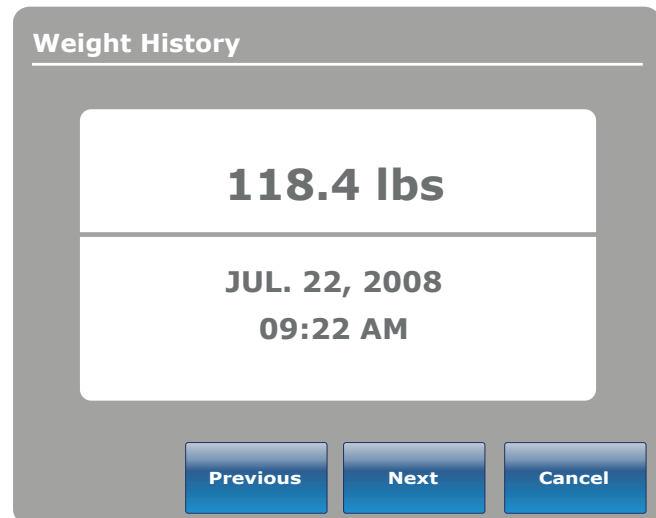 Weight History
118.4 lbs
JUL. 22, 2008
09:22 AM
Previous Next Cancel